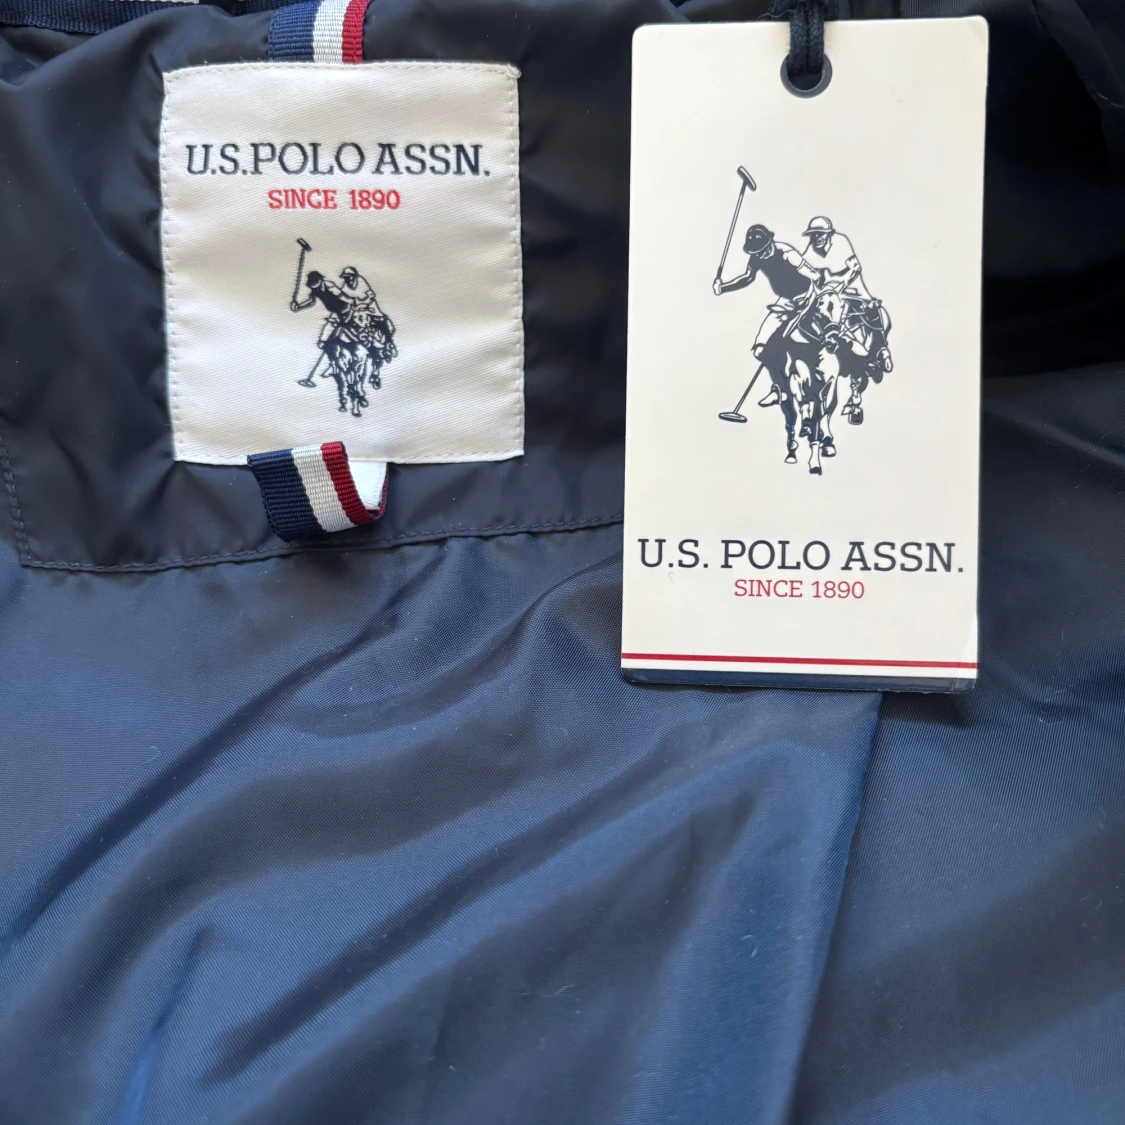 U.S.POLO ASSN.
SINCE 1890
U.S. POLO ASSN.
SINCE 1890